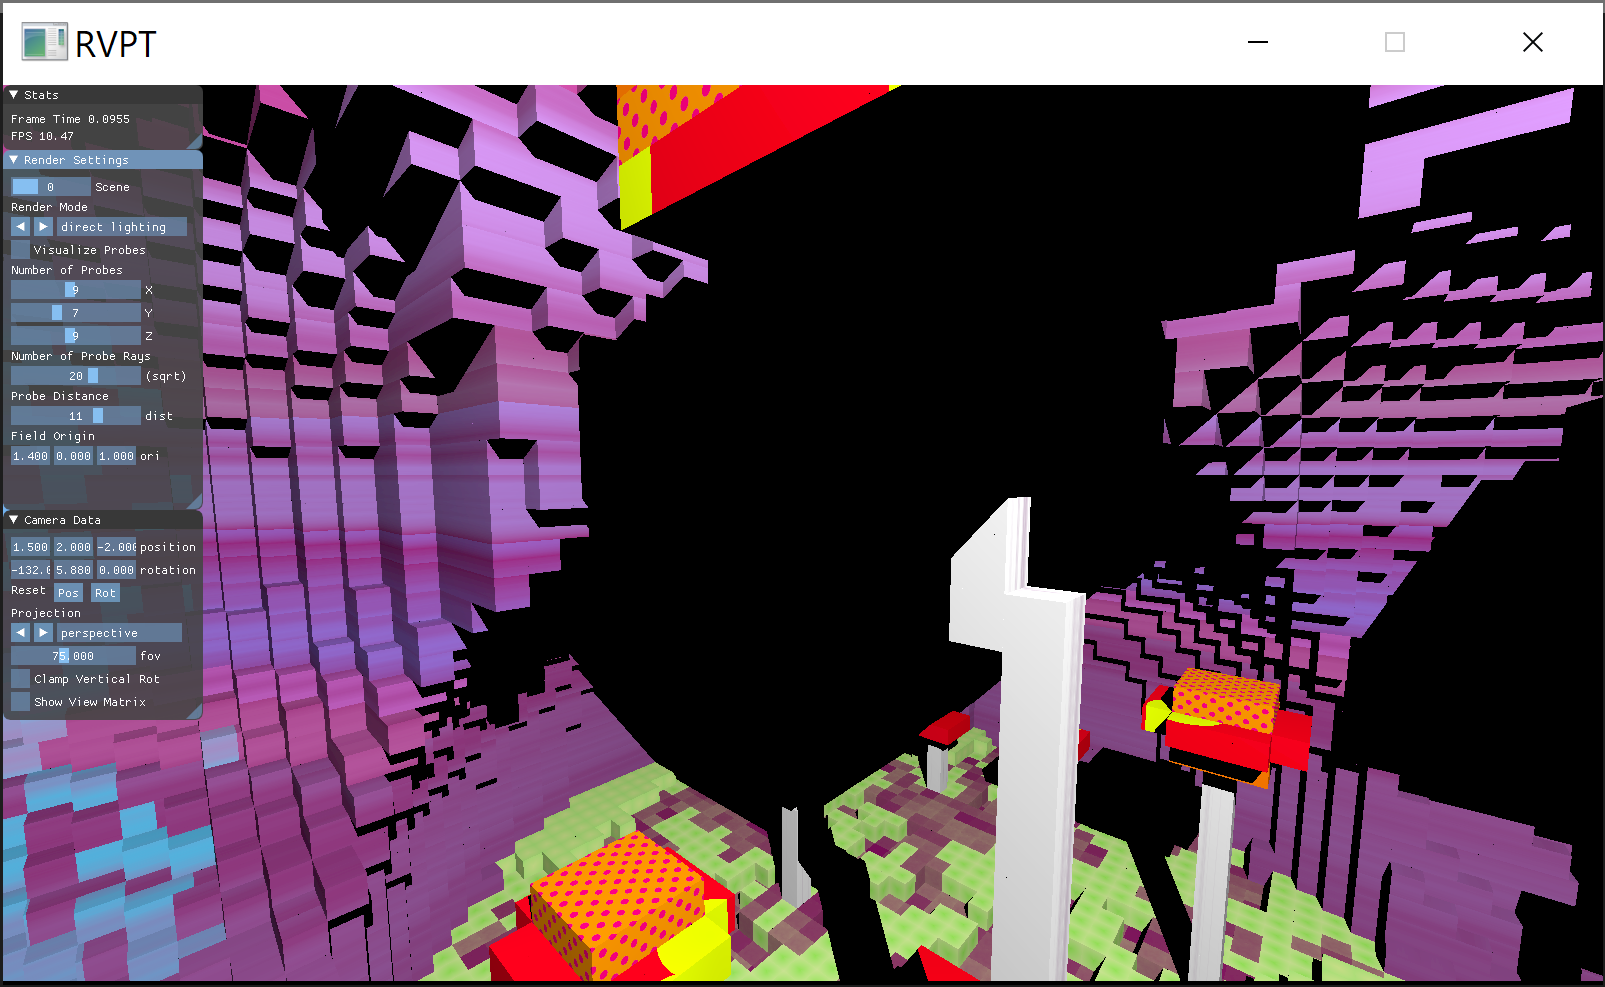 RVPT
Stats
Frame Time 0.0955
FPS 10.47
Render Settings
0 Scene
Render Mode
direct lighting
Visualize Probes
Number of Probes
9 X
7 Y
9 Z
Number of Probe Rays
20 (sqrt)
Probe Distance
11 dist
Field Origin
1.400 0.000 1.000 ori
Camera Data
1.500 2.000 -2.000 position
-132.0 5.880 0.000 rotation
Reset Pos Rot
Projection
perspective
75.000 fov
Clamp Vertical Rot
Show View Matrix